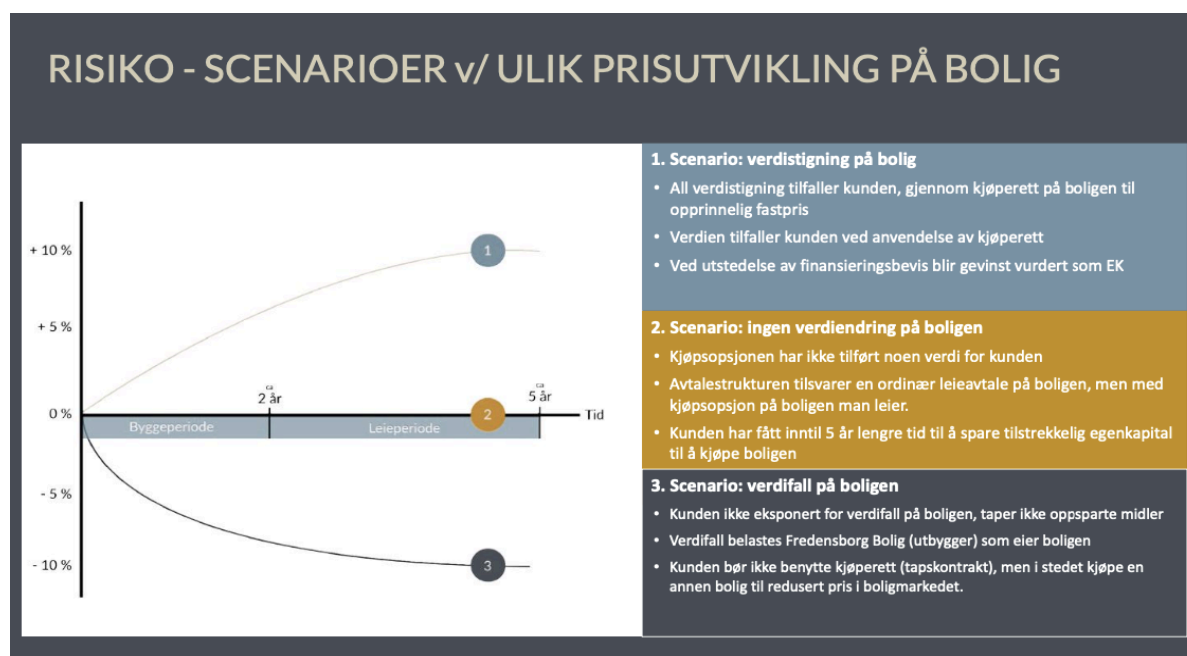 RISIKO - SCENARIOER v/ ULIK PRISUTVIKLING PÅ BOLIG
+ 10 %
+ 5 %
0 %
- 5 %
- 10 %
1
2
3
ca
2 år
ca
5 år
Tid
Byggeperiode
Leieperiode
1. Scenario: verdistigning på bolig
• All verdistigning tilfaller kunden, gjennom kjøperett på boligen til
opprinnelig fastpris
• Verdien tilfaller kunden ved anvendelse av kjøperett
• Ved utstedelse av finansieringsbevis blir gevinst vurdert som EK
2. Scenario: ingen verdiendring på boligen
• Kjøpsopsjonen har ikke tilført noen verdi for kunden
• Avtalestrukturen tilsvarer en ordinær leieavtale på boligen, men med
kjøpsopsjon på boligen man leier.
• Kunden har fått inntil 5 år lengre tid til å spare tilstrekkelig egenkapital
til å kjøpe boligen
3. Scenario: verdifall på boligen
• Kunden ikke eksponert for verdifall på boligen, taper ikke oppsparte midler
• Verdifall belastes Fredensborg Bolig (utbygger) som eier boligen
• Kunden bør ikke benytte kjøperett (tapskontrakt), men i stedet kjøpe en
annen bolig til redusert pris i boligmarkedet.